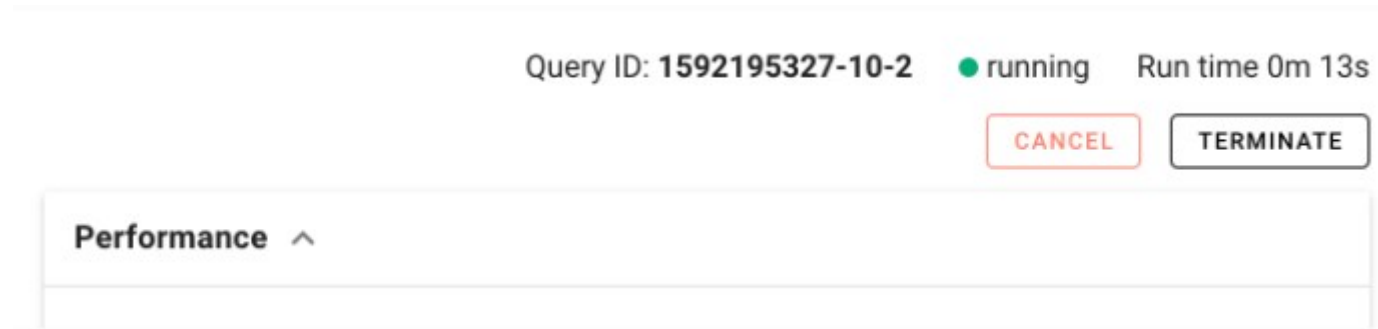 Query ID: 1592195327-10-2 running Run time 0m 13s
CANCEL TERMINATE
Performance